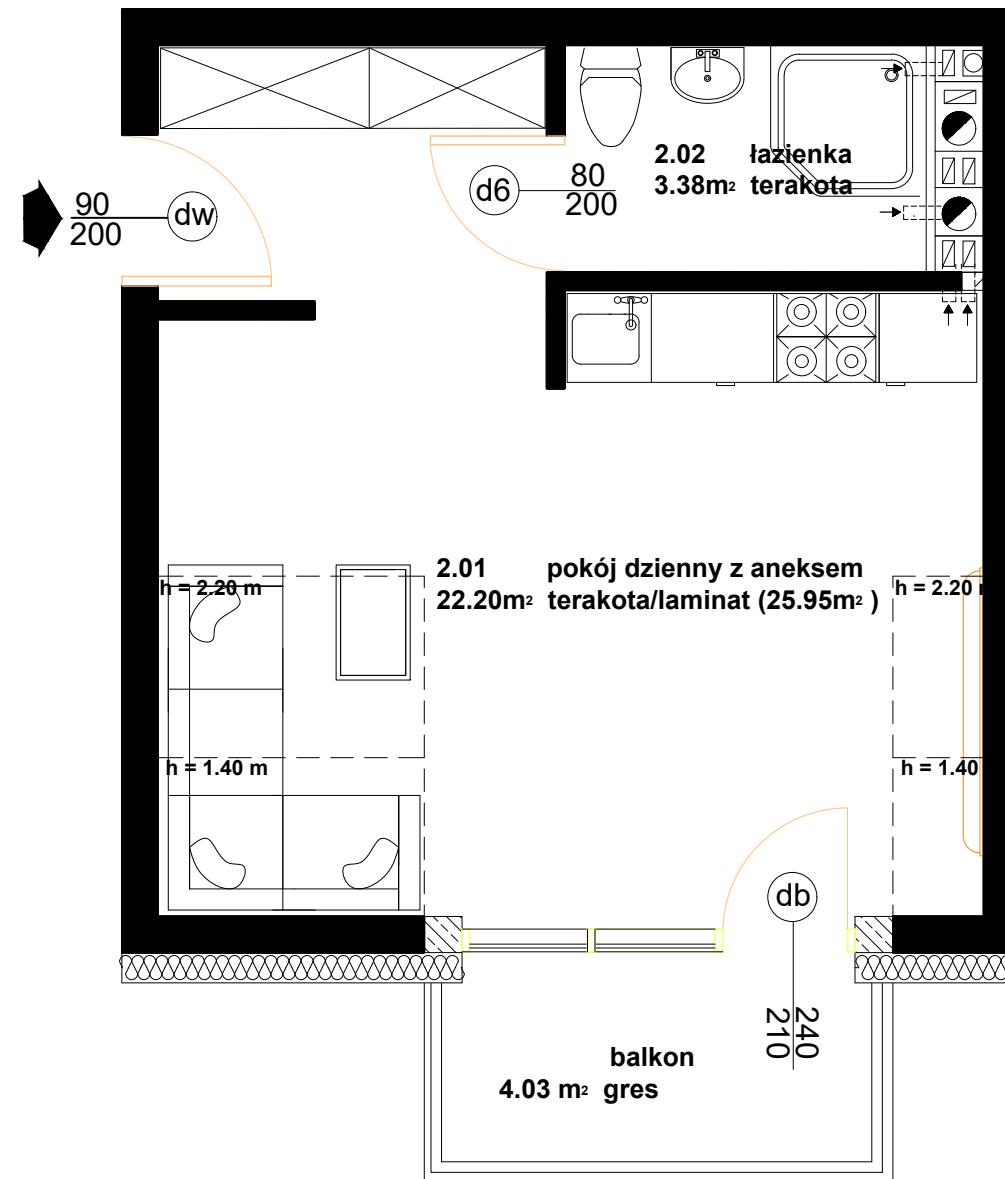 2.02 łazienka
3.38m² terakota
90
200
dw
d6
80
200
2.01 pokój dzienny z aneksem
22.20m² terakota/laminat (25.95m² )
h = 2.20 m
h = 2.20 m
h = 1.40 m
h = 1.40
db
240
210
balkon
4.03 m² gres